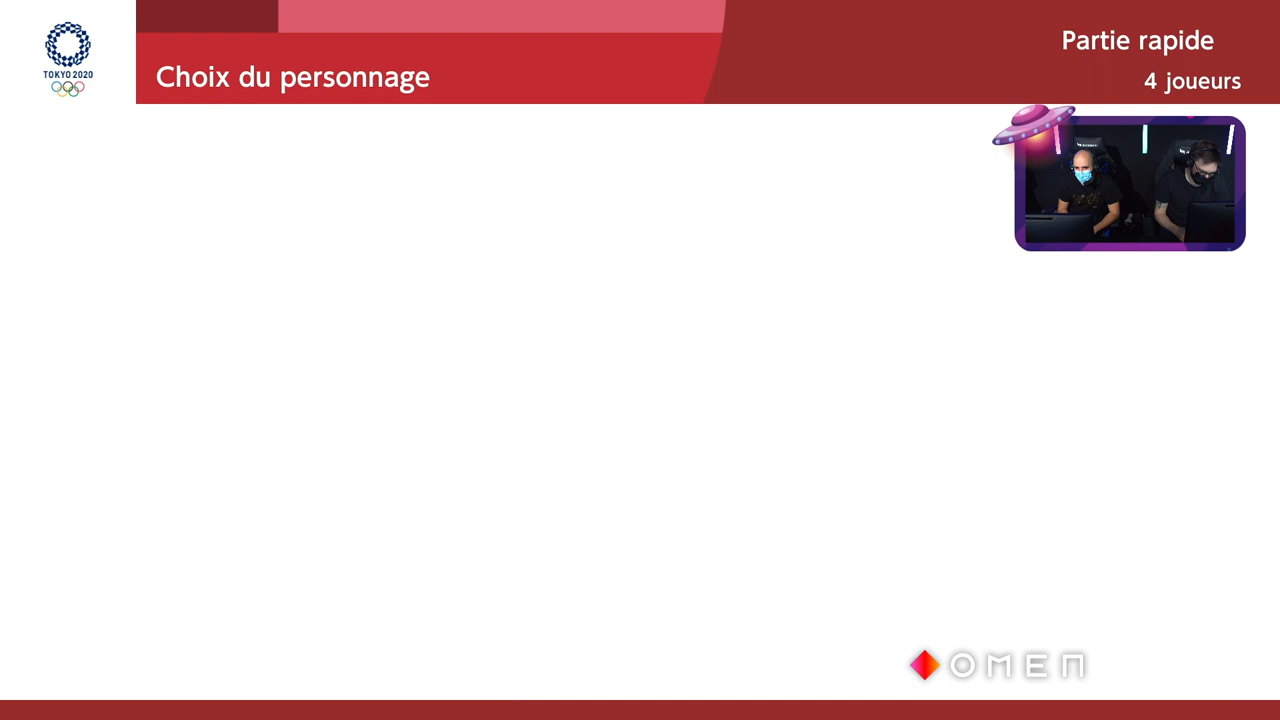 TOKYO 2020
Choix du personnage
Partie rapide
4 joueurs
OMEN